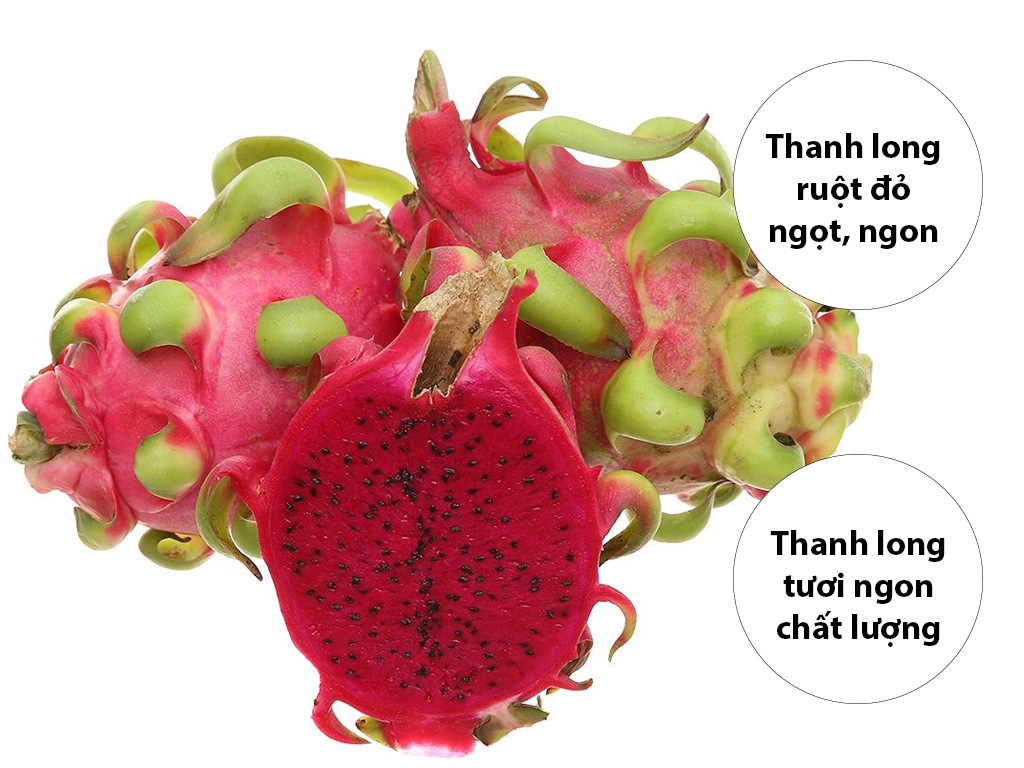 Thanh long
ruột đỏ
ngọt, ngon
Thanh long
tươi ngon
chất lượng